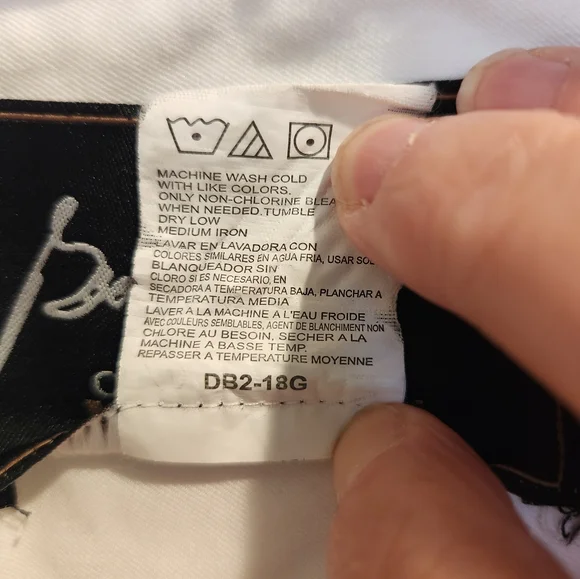 MACHINE WASH COLD
WITH LIKE COLORS.
ONLY NON-CHLORINE
WHEN NEEDED.TUMBLE
DRY LOW
MEDIUM IRON
LAVAR EN LAVADORA CON
COLORES SIMILARES EN AGUA FRIA, USAR
BLANQUEADOR SIN
CLORO SI ES NECESARIO, EN
SECADORA A TEMPERATURA BAJA, PLANCHAR A
TEMPERATURA MEDIA
LAVER À LA MACHINE A L'EAU FROIDE
AVEC COULEURS SEMBLABLES, AGENT DE BLANCHIMENT NON
CHLORE AU BESOIN, SECHER A LA
MACHINE A BASSE TEMP.
REPASSER A TEMPERATURE MOYENNE
DB2-18G